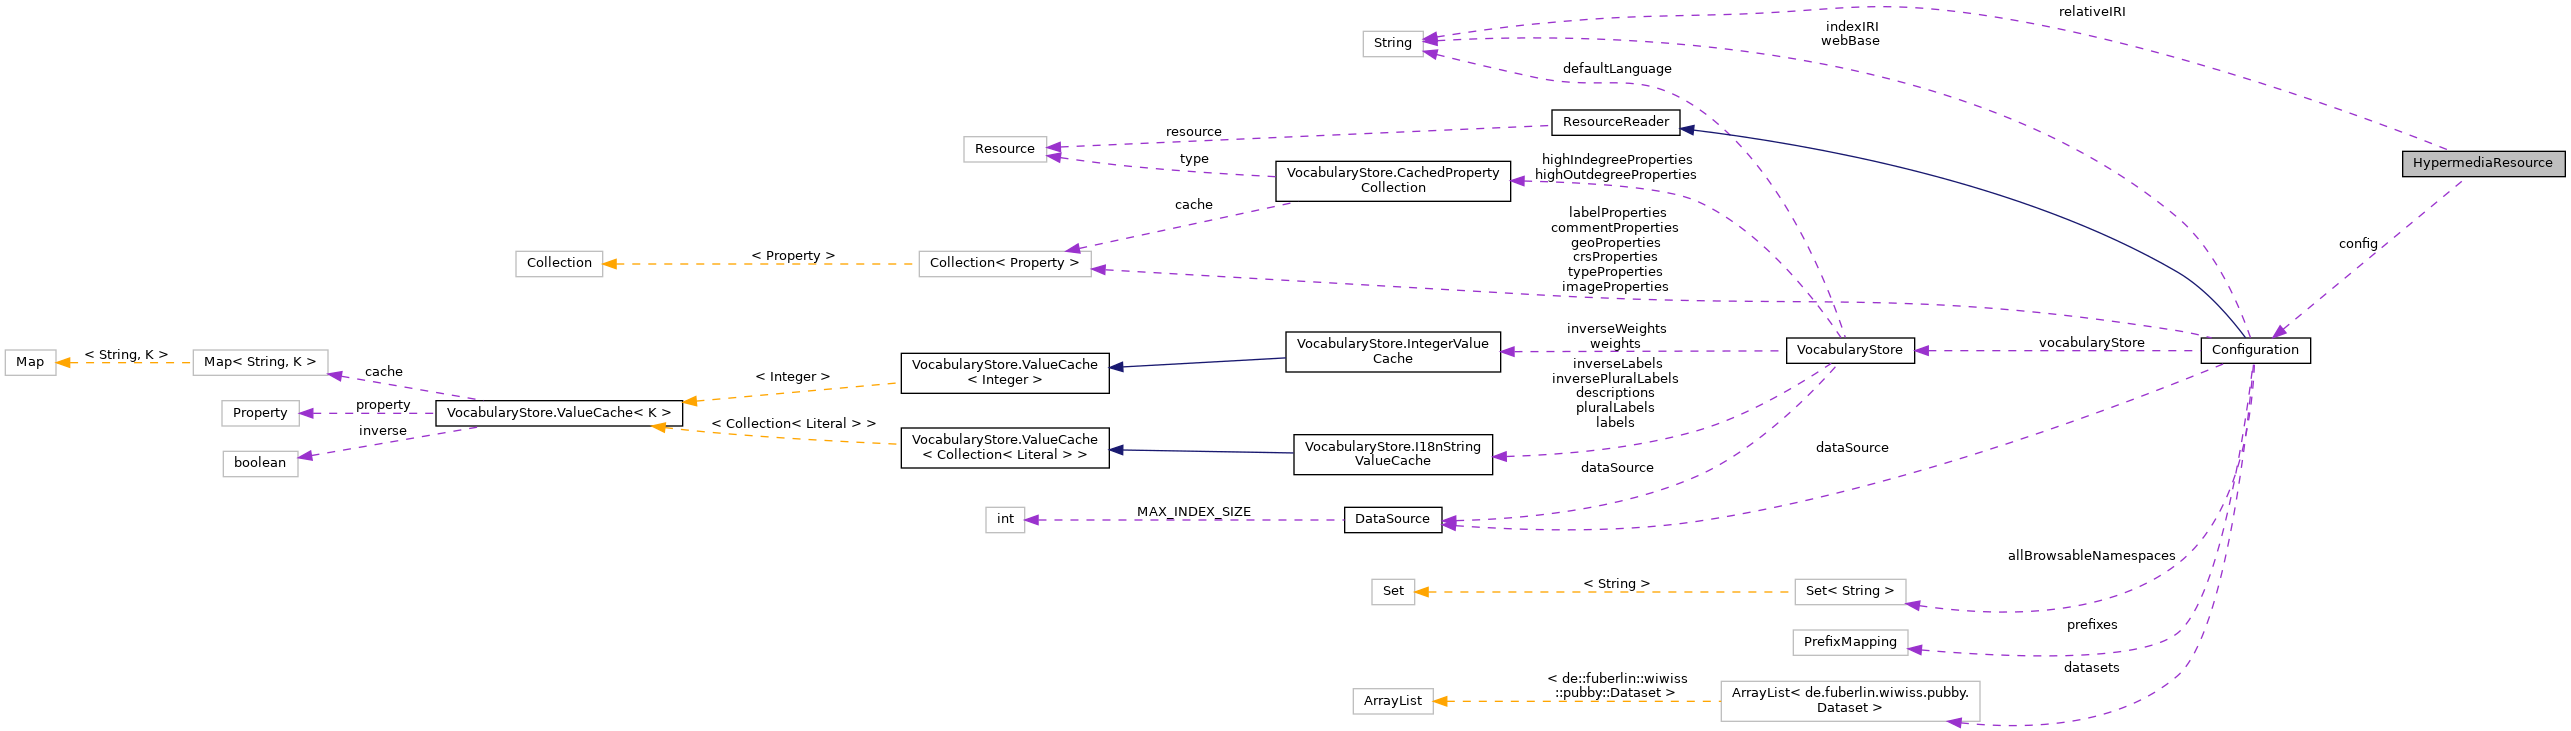 relativeIRI
indexIRI
webBase
String
defaultLanguage
ResourceReader
resource
Resource
type
highIndegreeProperties
highOutdegreeProperties
VocabularyStore.CachedProperty
Collection
HypermediaResource
cache
labelProperties
commentProperties
geoProperties
crsProperties
typeProperties
imageProperties
config
Collection
< Property >
Collection< Property >
inverseWeights
weights
VocabularyStore.IntegerValue
Cache
VocabularyStore
vocabularyStore
Configuration
Map
< String, K >
Map< String, K >
cache
< Integer >
VocabularyStore.ValueCache
< Integer >
inverseLabels
inversePluralLabels
descriptions
pluralLabels
labels
Property
property
VocabularyStore.ValueCache< K >
inverse
boolean
< Collection< Literal > >
VocabularyStore.ValueCache
< Collection< Literal > >
VocabularyStore.I18nString
ValueCache
dataSource
dataSource
int
MAX_INDEX_SIZE
DataSource
allBrowsableNamespaces
Set
< String >
Set< String >
prefixes
PrefixMapping
datasets
ArrayList
< de::fuberlin::wiwiss
::pubby::Dataset >
ArrayList< de.fuberlin.wiwiss.pubby.
Dataset >